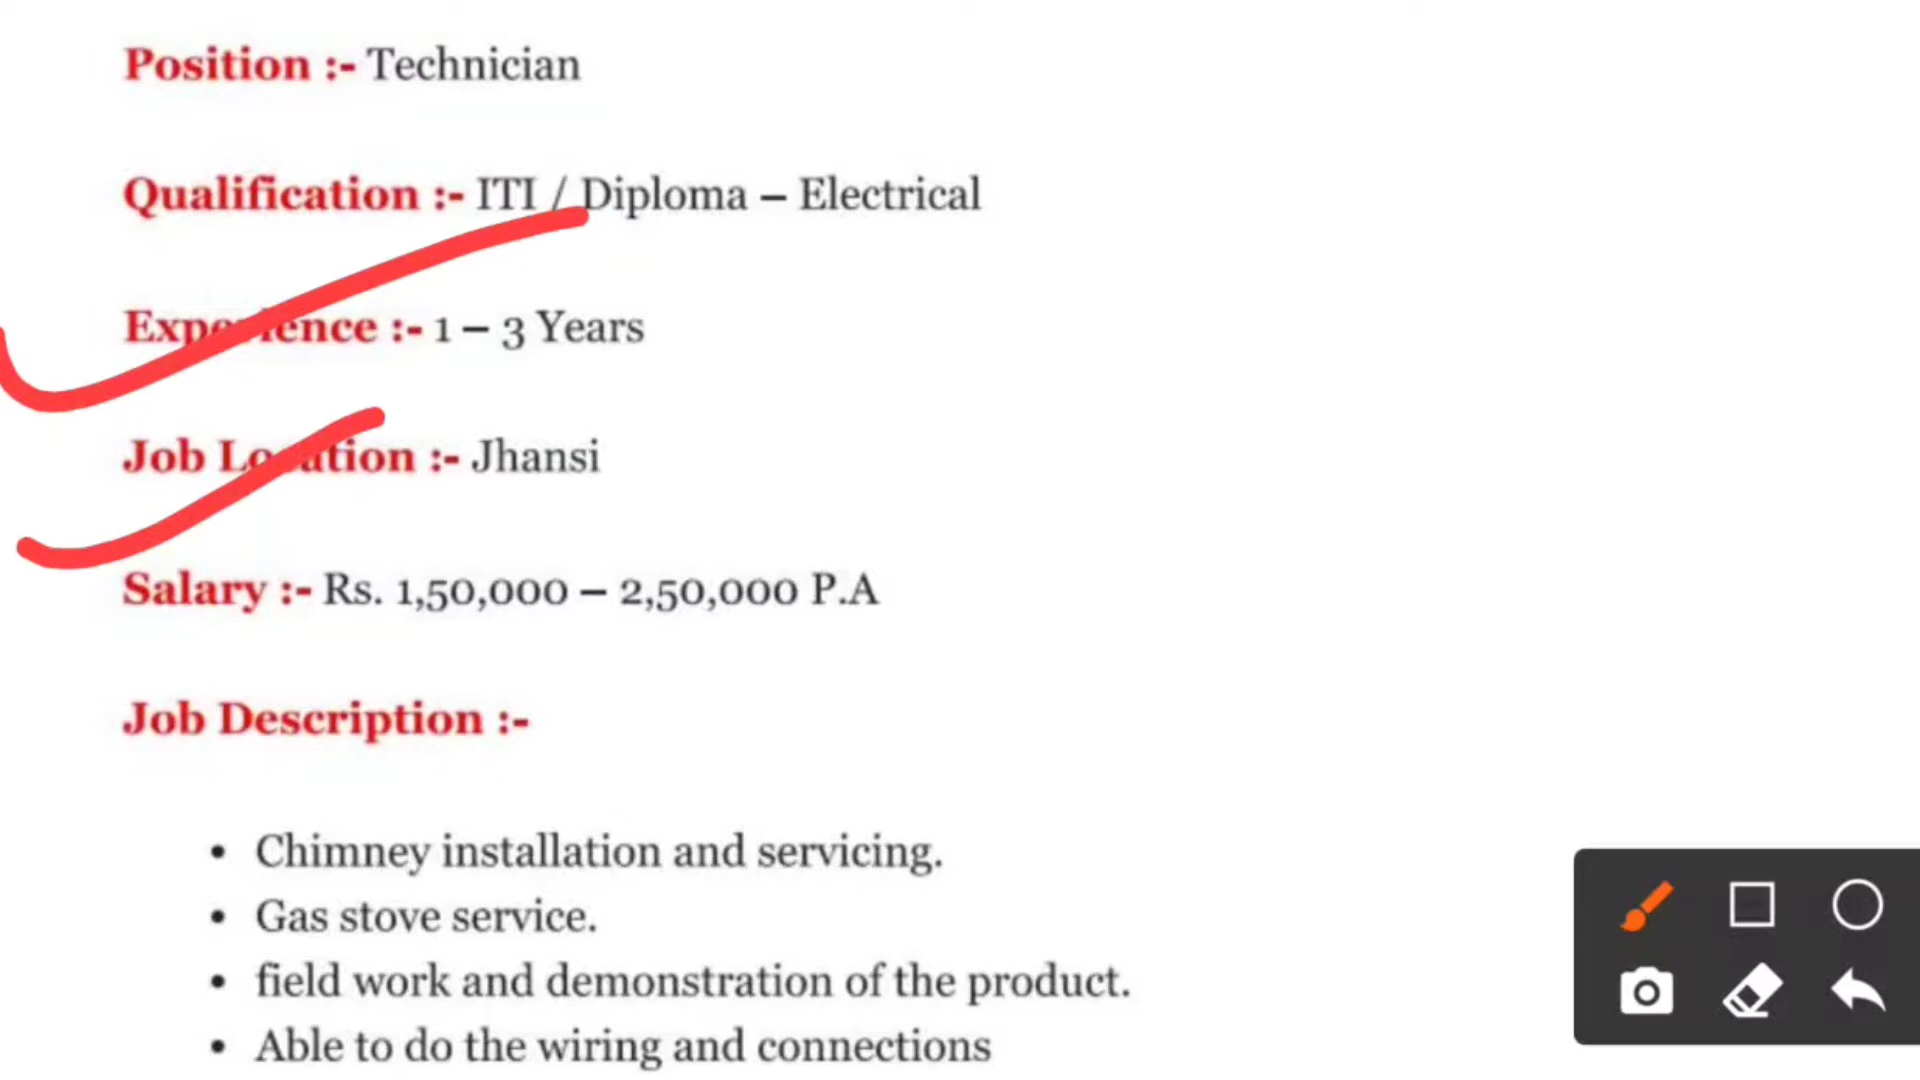 Position :- Technician
Qualification :- ITI / Diploma – Electrical
Experience :- 1 – 3 Years
Job Location :- Jhansi
Salary :- Rs. 1,50,000 – 2,50,000 P.A
Job Description :-
• Chimney installation and servicing.
• Gas stove service.
• field work and demonstration of the product.
• Able to do the wiring and connections